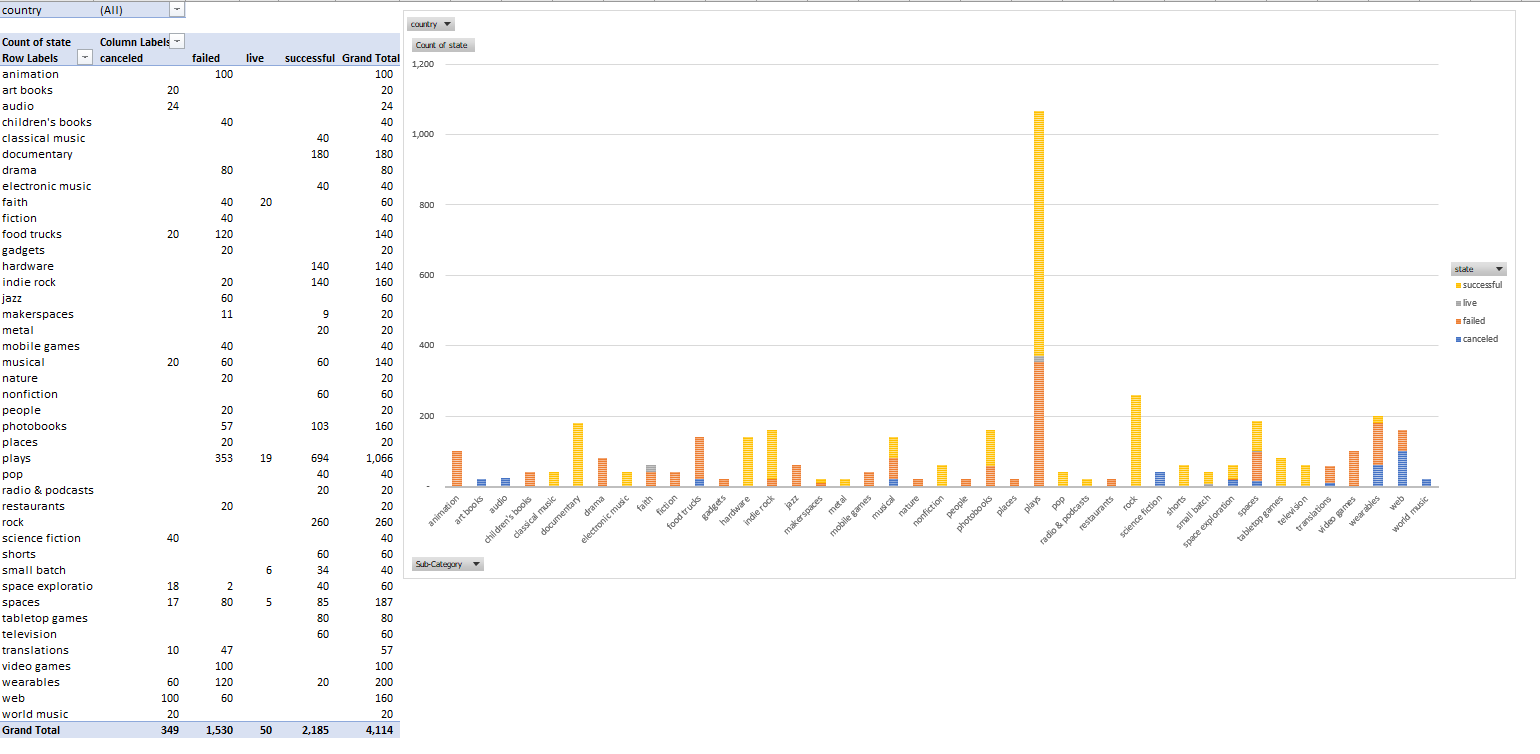 country (All)
Count of state Column Labels
Row Labels canceled failed live successful Grand Total
animation 100 100
art books 20 20
audio 24 24
children's books 40 40
classical music 40 40
documentary 180 180
drama 80 80
electronic music 40 40
faith 40 20 60
fiction 40 40
food trucks 20 120 140
gadgets 20 20
hardware 140 140
indie rock 20 140 160
jazz 60 60
makerspaces 11 9 20
metal 20 20
mobile games 40 40
musical 20 60 60 140
nature 20 20
nonfiction 60 60
people 20 20
photobooks 57 103 160
places 20 20
plays 353 19 694 1,066
pop 40 40
radio & podcasts 20 20
restaurants 20 20
rock 260 260
science fiction 40 40
shorts 60 60
small batch 6 34 40
space exploratio 18 2 40 60
spaces 17 80 5 85 187
tabletop games 80 80
television 60 60
translations 10 47 57
video games 100 100
wearables 60 120 20 200
web 100 60 160
world music 20 20
Grand Total 349 1,530 50 2,185 4,114
country
Count of state
1,200
1,000
800
600
400
200
-
animation
art books
audio
children's books
classical music
documentary
drama
electronic music
faith
fiction
food trucks
gadgets
hardware
indie rock
jazz
makerspaces
metal
mobile games
musical
nature
nonfiction
people
photobooks
places
plays
pop
radio & podcasts
restaurants
rock
science fiction
shorts
small batch
space exploration
spaces
tabletop games
television
translations
video games
wearables
web
world music
state
successful
live
failed
canceled
Sub-Category